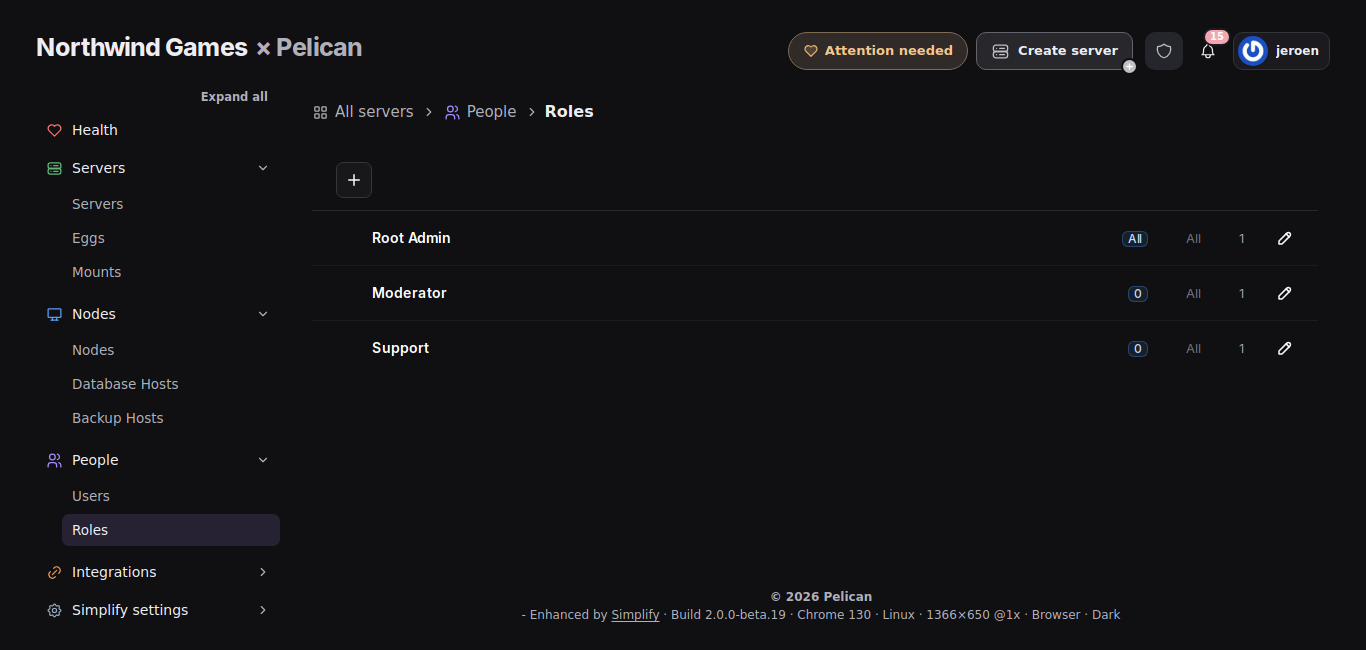 Northwind Games × Pelican
Attention needed
Create server
15
jeroen
Expand all
Health
Servers
Servers
Eggs
Mounts
Nodes
Nodes
Database Hosts
Backup Hosts
People
Users
Roles
Integrations
Simplify settings
All servers > People > Roles
Root Admin All All 1
Moderator 0 All 1
Support 0 All 1
© 2026 Pelican
- Enhanced by Simplify · Build 2.0.0-beta.19 · Chrome 130 · Linux · 1366×650 @1x · Browser · Dark